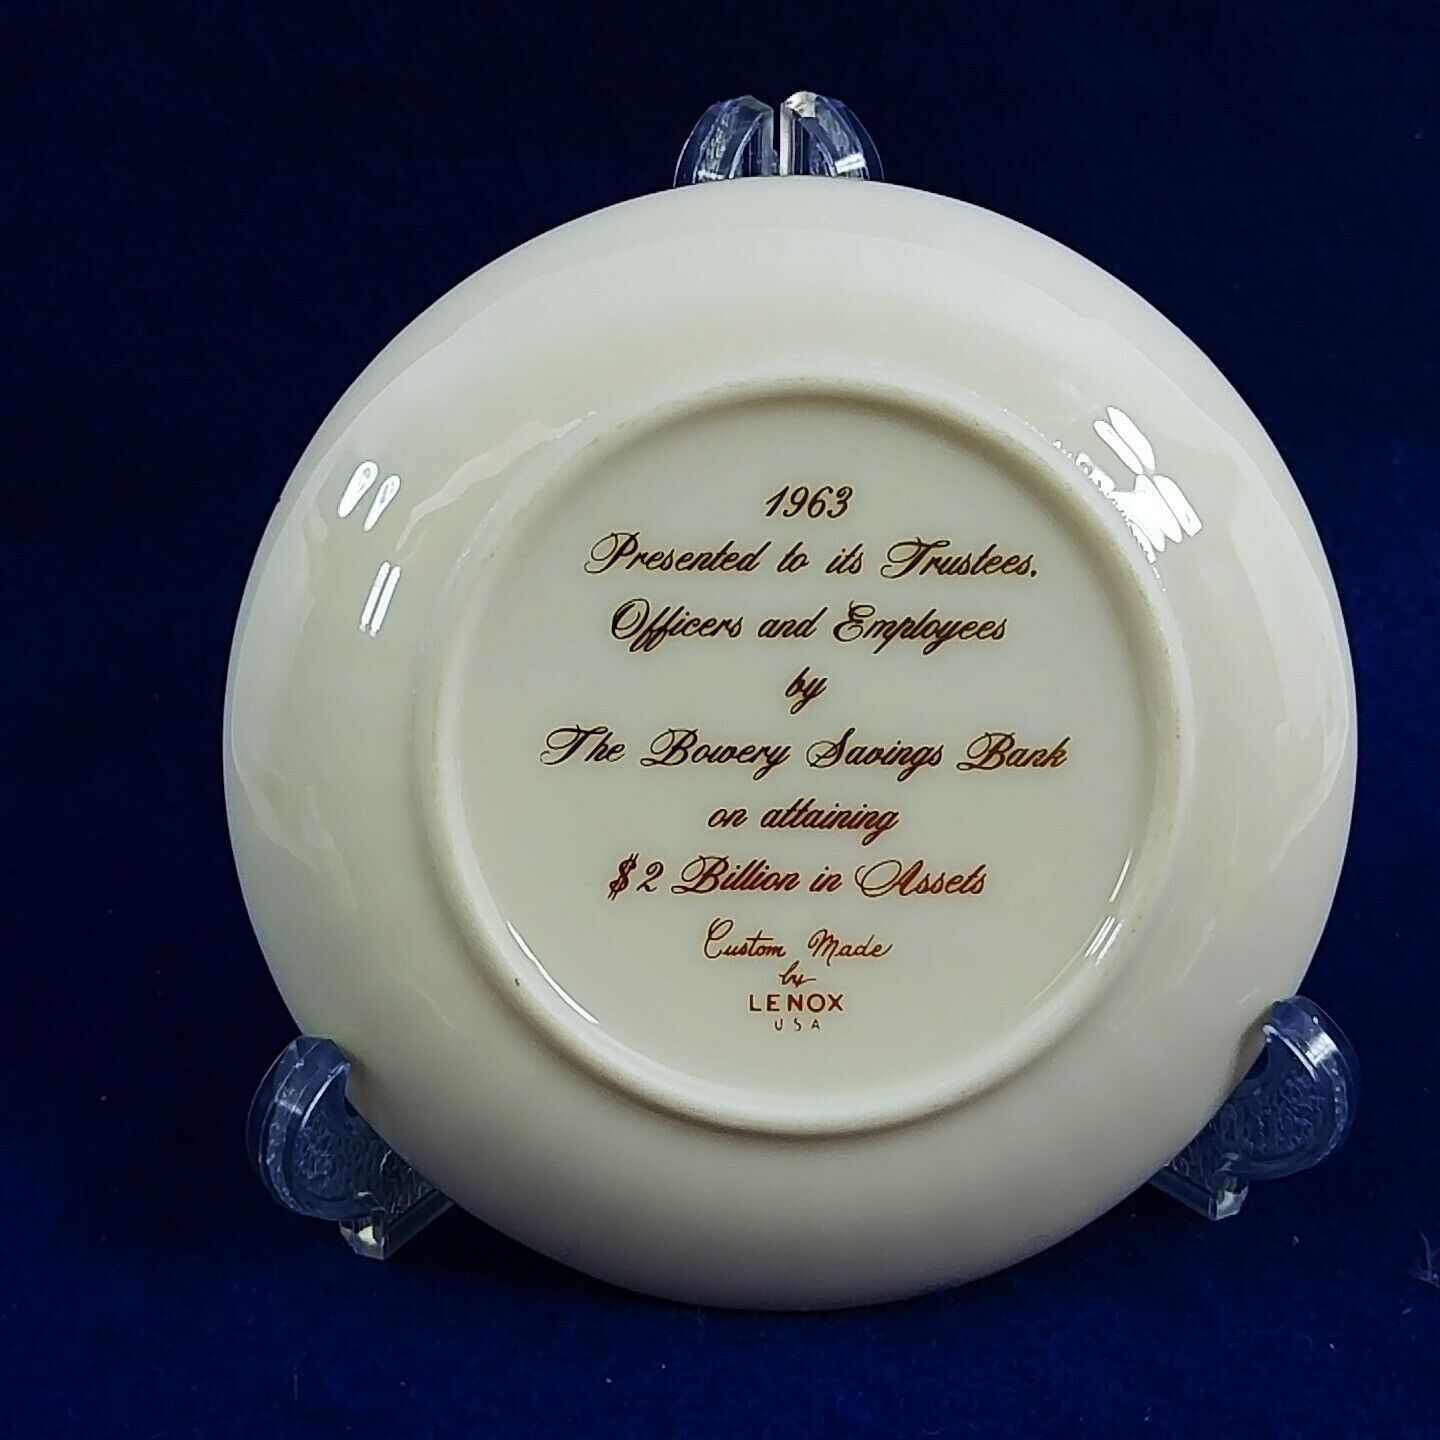 1963
Presented to its Trustees,
Officers and Employees
by
The Bowery Savings Bank
on attaining
$2 Billion in Assets
Custom Made
by
LENOX
USA